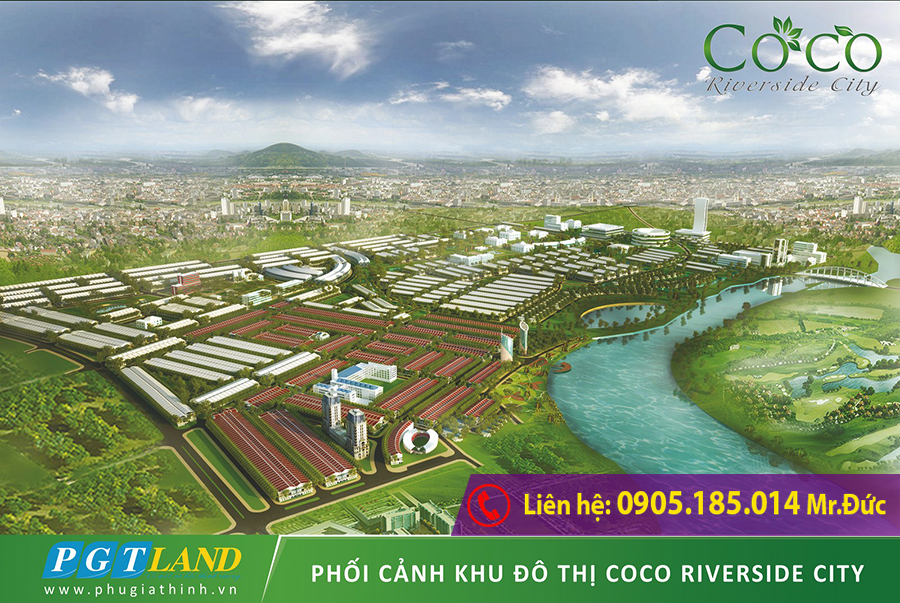 COCO
Riverside City
Liên hệ: 0905.185.014 Mr.Đức
PGTLAND
www.phugiathinh.vn
PHỐI CẢNH KHU ĐÔ THỊ COCO RIVERSIDE CITY